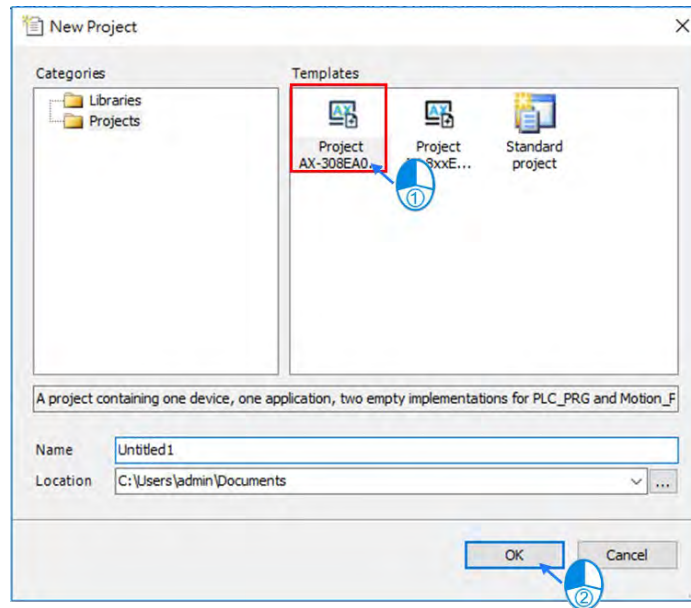 New Project
Categories
Libraries
Projects
Templates
Project
AX-308EA0...
Project
Standard
project
①
A project containing one device, one application, two empty implementations for PLC_PRG and Motion_F
Name
Untitled1
Location
C:\Users\admin\Documents
...
OK
Cancel
②